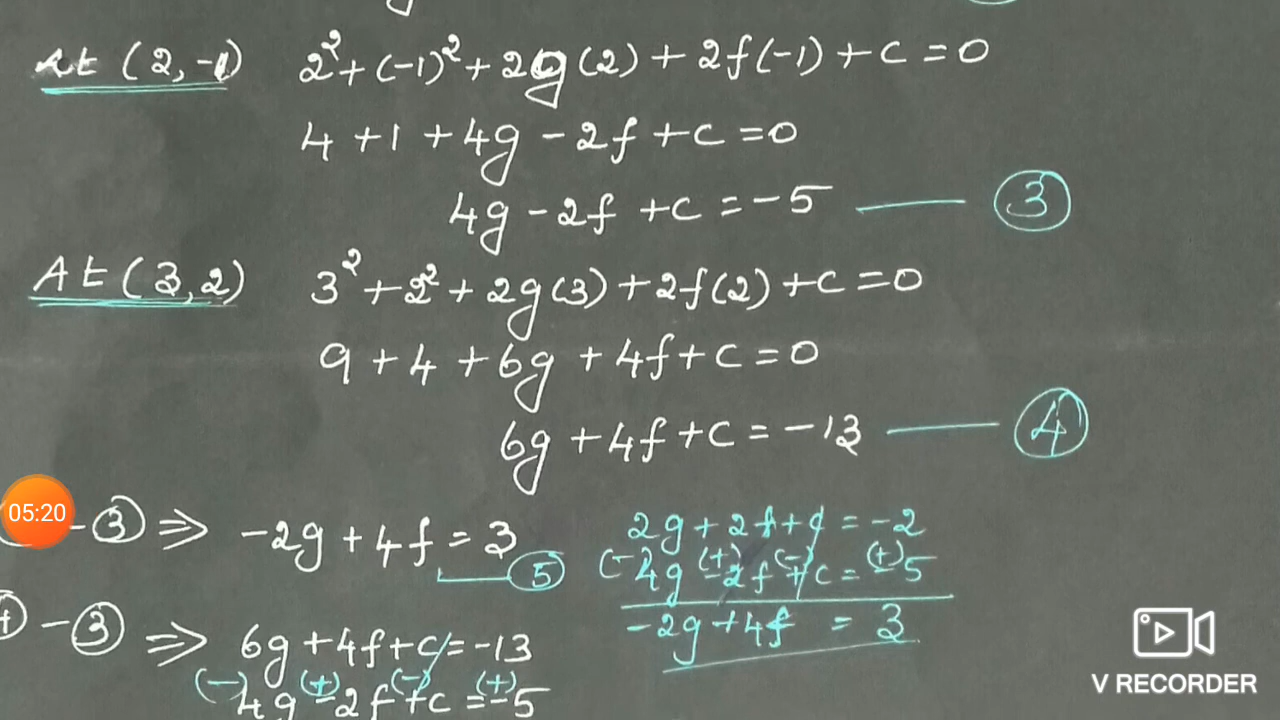 At (2,-1) 2² + (-1)² + 2g(2) + 2f(-1) + c = 0
4 + 1 + 4g - 2f + c = 0
4g - 2f + c = -5 ③
At (3,2) 3² + 2² + 2g(3) + 2f(2) + c = 0
9 + 4 + 6g + 4f + c = 0
6g + 4f + c = -13 ④
05:20
- ③ ⇒ -2g + 4f = 3 ⑤
2g + 2f + c = -2
(-) (+) (-) (+)
4g - 2f + c = -5
-2g + 4f = 3
④ - ③ ⇒ 6g + 4f + c = -13
(-) (+) (-) (+)
4g - 2f + c = -5
V RECORDER